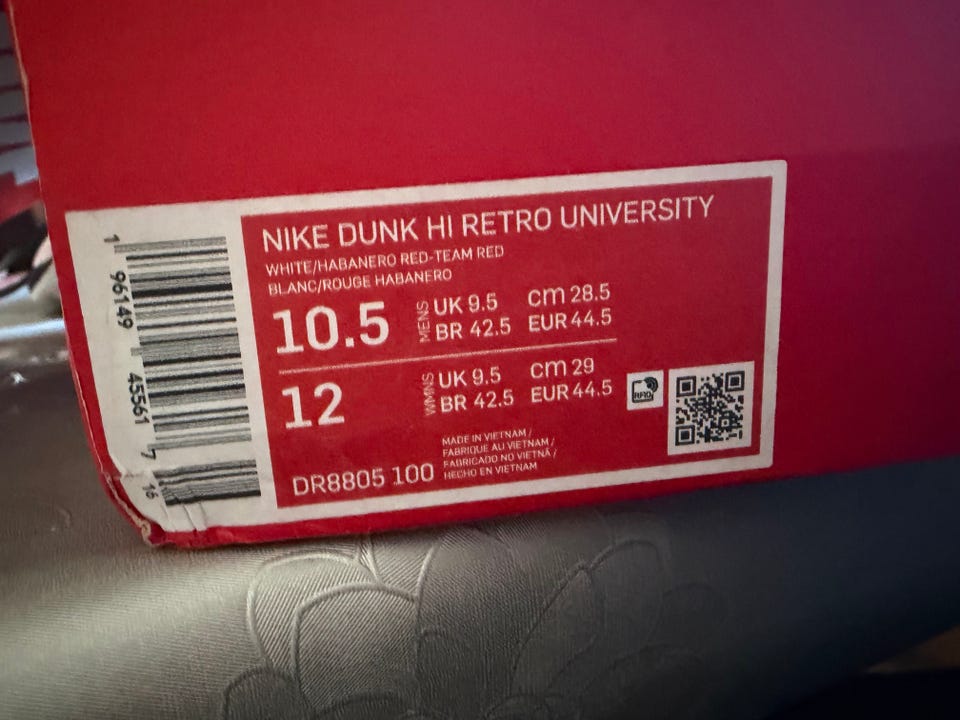 NIKE DUNK HI RETRO UNIVERSITY
WHITE/HABANERO RED-TEAM RED
BLANC/ROUGE HABANERO
10.5 MENS UK 9.5 CM 28.5
BR 42.5 EUR 44.5
12 WMNS UK 9.5 CM 29
BR 42.5 EUR 44.5
RFID
MADE IN VIETNAM /
FABRIQUE AU VIETNAM /
FABRICADO NO VIETNÃ /
HECHO EN VIETNAM
DR8805 100
1 96149 45561 7 16